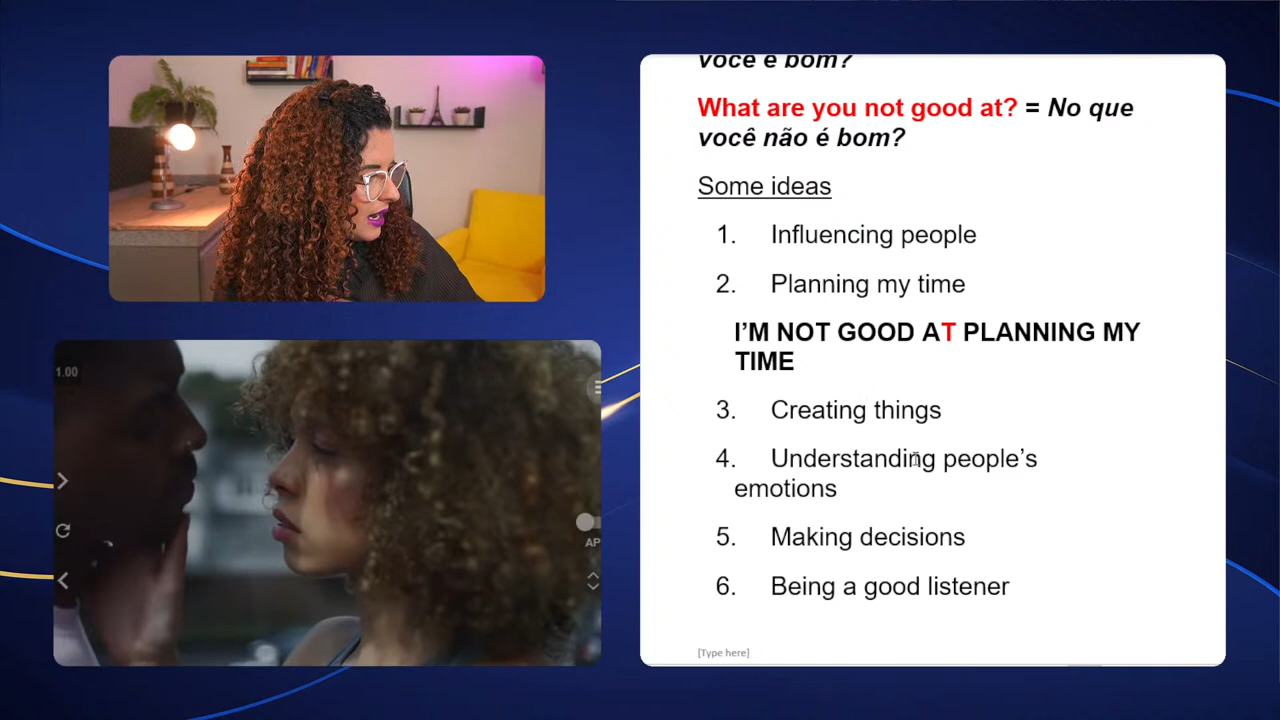 você é bom?
What are you not good at? = No que
você não é bom?
Some ideas
1. Influencing people
2. Planning my time
I'M NOT GOOD AT PLANNING MY
TIME
3. Creating things
4. Understanding people's
emotions
5. Making decisions
6. Being a good listener
[Type here]
1.00
AP